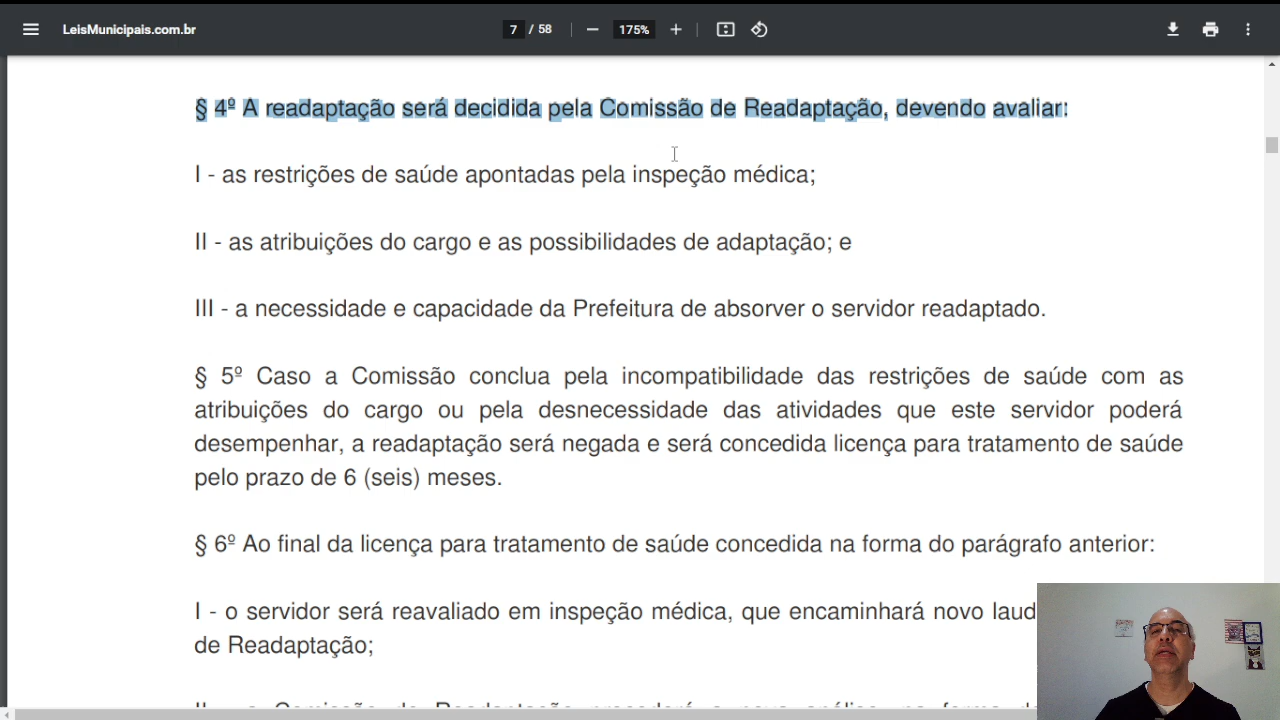 LeisMunicipais.com.br
7 / 58
175%
§ 4º A readaptação será decidida pela Comissão de Readaptação, devendo avaliar:
I - as restrições de saúde apontadas pela inspeção médica;
II - as atribuições do cargo e as possibilidades de adaptação; e
III - a necessidade e capacidade da Prefeitura de absorver o servidor readaptado.
§ 5º Caso a Comissão conclua pela incompatibilidade das restrições de saúde com as
atribuições do cargo ou pela desnecessidade das atividades que este servidor poderá
desempenhar, a readaptação será negada e será concedida licença para tratamento de saúde
pelo prazo de 6 (seis) meses.
§ 6º Ao final da licença para tratamento de saúde concedida na forma do parágrafo anterior:
I - o servidor será reavaliado em inspeção médica, que encaminhará novo laud
de Readaptação;